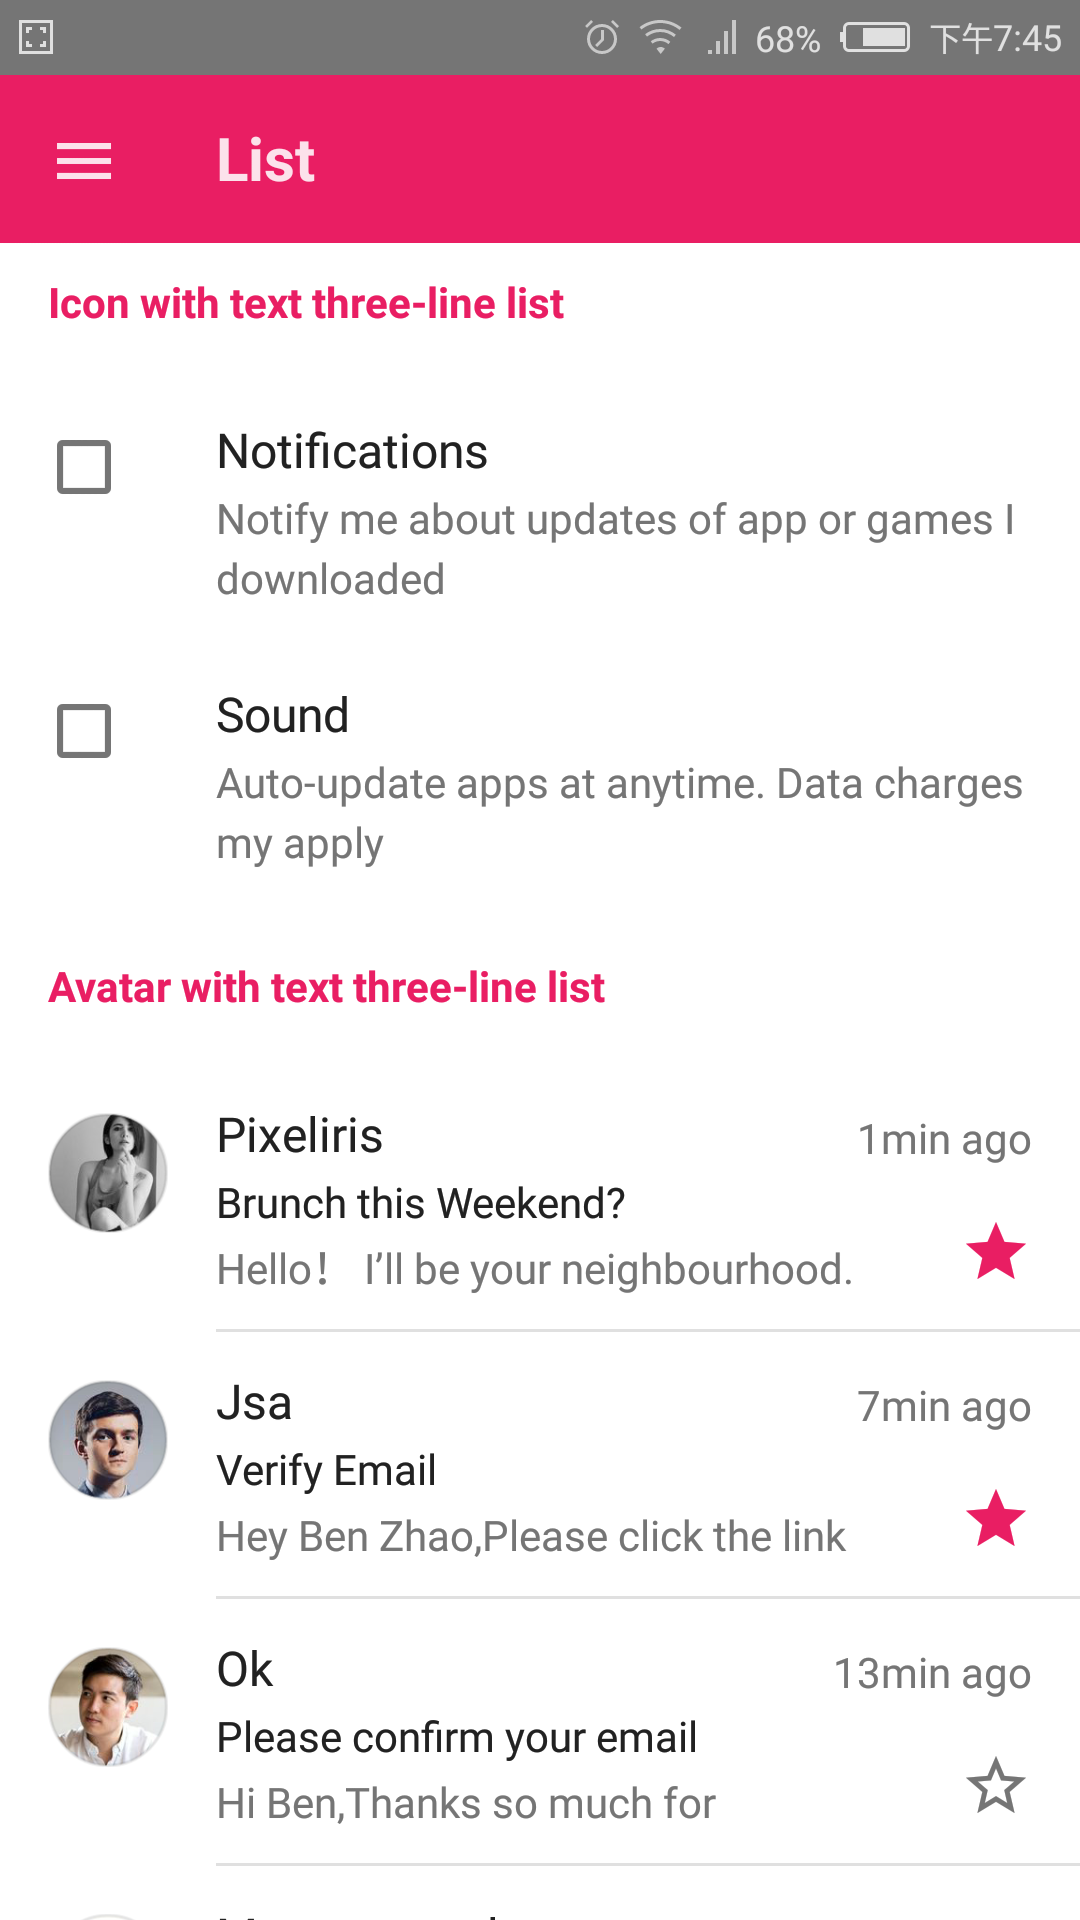 68% 下午7:45
List
Icon with text three-line list
Notifications
Notify me about updates of app or games I
downloaded
Sound
Auto-update apps at anytime. Data charges
my apply
Avatar with text three-line list
Pixeliris 1min ago
Brunch this Weekend?
Hello！ I’ll be your neighbourhood.
Jsa 7min ago
Verify Email
Hey Ben Zhao,Please click the link
Ok 13min ago
Please confirm your email
Hi Ben,Thanks so much for